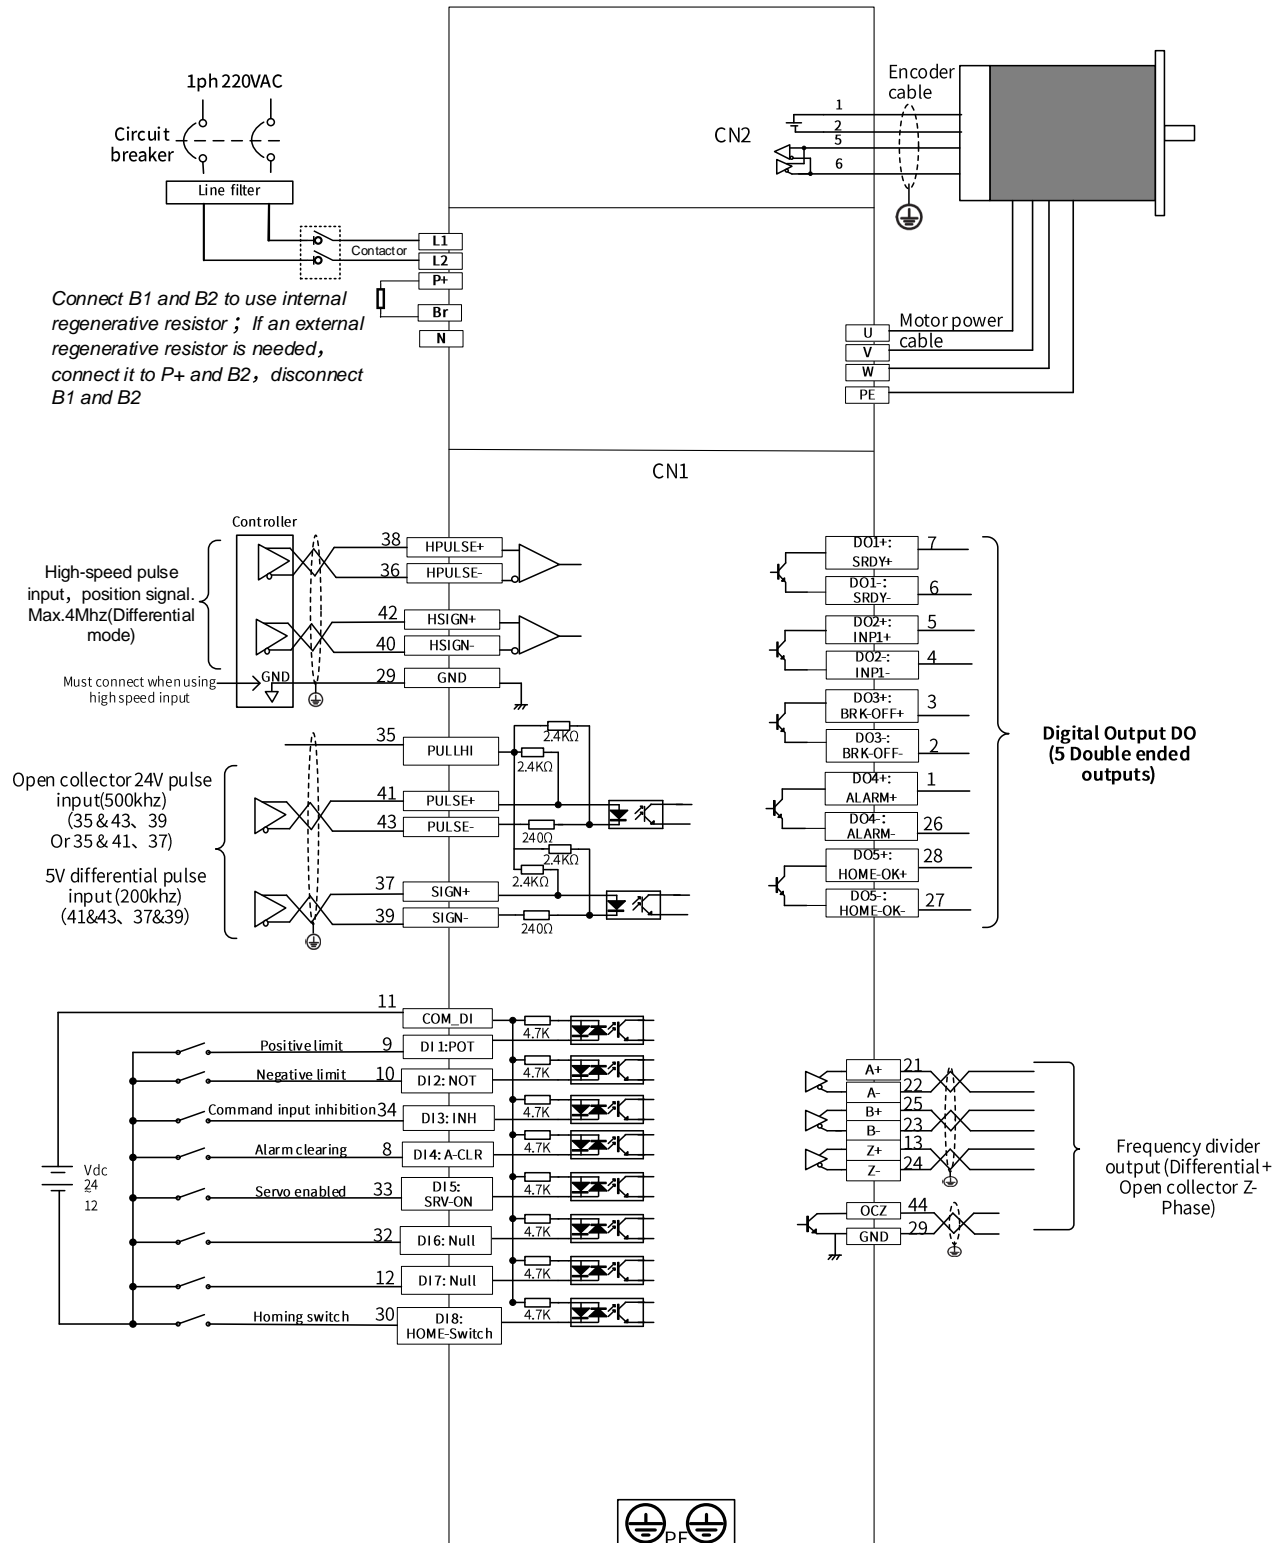 1ph 220VAC
Circuit
breaker
Line filter
Contactor
L1
L2
P+
Br
N
Connect B1 and B2 to use internal
regenerative resistor；If an external
regenerative resistor is needed，
connect it to P+ and B2，disconnect
B1 and B2
CN2
1
2
5
6
Encoder
cable
U
V
W
PE
Motor power
cable
CN1
Controller
High-speed pulse
input，position signal.
Max.4Mhz(Differential
mode)
Must connect when using
high speed input
GND
38
HPULSE+
36
HPULSE-
42
HSIGN+
40
HSIGN-
29
GND
35
PULLHI
2.4KΩ
2.4KΩ
Open collector 24V pulse
input(500khz)
（35 & 43、39
Or 35 & 41、37)
5V differential pulse
input (200khz)
（41&43、37&39）
41
PULSE+
43
PULSE-
240Ω
2.4KΩ
2.4KΩ
37
SIGN+
39
SIGN-
240Ω
DO1+:
SRDY+
7
DO1-:
SRDY-
6
DO2+:
INP1+
5
DO2-:
INP1-
4
DO3+:
BRK-OFF+
3
DO3-:
BRK-OFF-
2
DO4+:
ALARM+
1
DO4-:
ALARM-
26
DO5+:
HOME-OK+
28
DO5-:
HOME-OK-
27
Digital Output DO
(5 Double ended
outputs)
11
COM_DI
4.7K
Positive limit
9
DI1:POT
4.7K
Negative limit
10
DI2: NOT
4.7K
Command input inhibition
34
DI3: INH
4.7K
Alarm clearing
8
DI4: A-CLR
4.7K
Servo enabled
33
DI5:
SRV-ON
4.7K
32
DI6: Null
4.7K
12
DI7: Null
4.7K
Homing switch
30
DI8:
HOME-Switch
Vdc
24
~
12
A+
21
A-
22
B+
25
B-
23
Z+
13
Z-
24
OCZ
44
GND
29
Frequency divider
output (Differential +
Open collector Z-
Phase)
PE